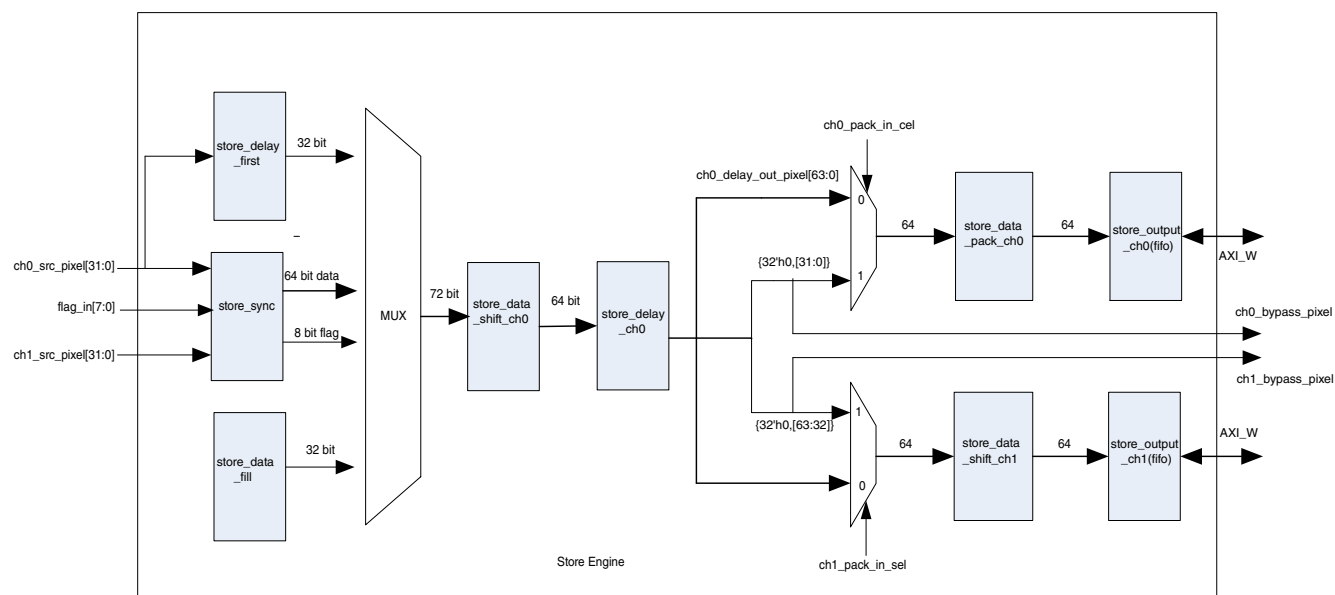 store_delay
_first
32 bit
ch0_src_pixel[31:0]
flag_in[7:0]
ch1_src_pixel[31:0]
store_sync
64 bit data
8 bit flag
store_data
_fill
32 bit
MUX
72 bit
store_data
_shift_ch0
64 bit
store_delay
_ch0
ch0_pack_in_cel
ch0_delay_out_pixel[63:0]
0
1
{32'h0,[31:0]}
64
store_data
_pack_ch0
64
store_output
_ch0(fifo)
AXI_W
ch0_bypass_pixel
ch1_bypass_pixel
{32'h0,[63:32]}
1
0
64
store_data
_shift_ch1
64
store_output
_ch1(fifo)
AXI_W
ch1_pack_in_sel
Store Engine